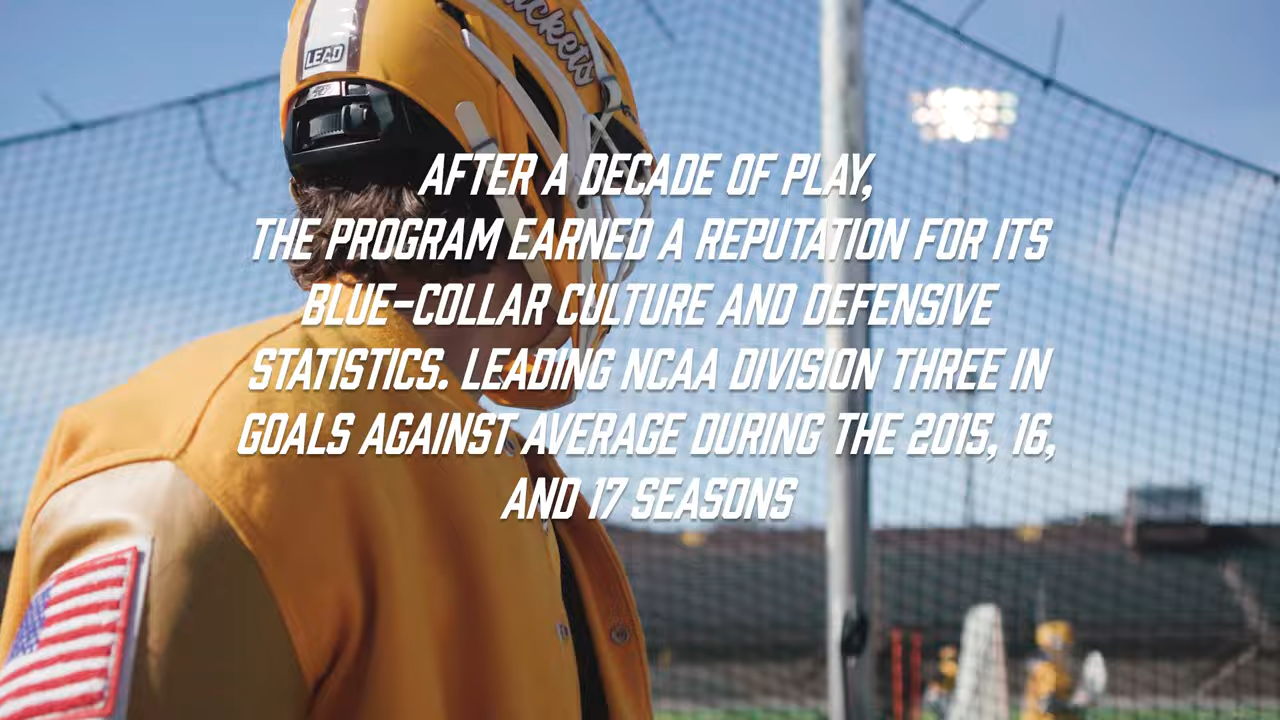 LEAD
AFTER A DECADE OF PLAY,
THE PROGRAM EARNED A REPUTATION FOR ITS
BLUE-COLLAR CULTURE AND DEFENSIVE
STATISTICS. LEADING NCAA DIVISION THREE IN
GOALS AGAINST AVERAGE DURING THE 2015, 16,
AND 17 SEASONS